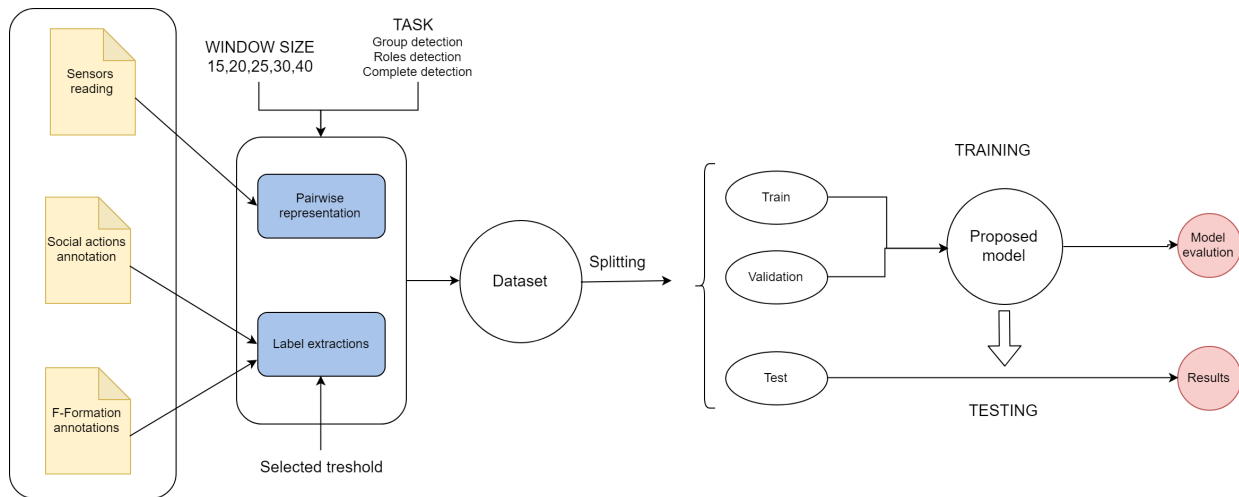 Sensors
reading
Social actions
annotation
F-Formation
annotations
WINDOW SIZE
15,20,25,30,40
TASK
Group detection
Roles detection
Complete detection
Pairwise
representation
Label extractions
Selected treshold
Dataset
Splitting
Train
Validation
Test
TRAINING
Proposed
model
TESTING
Model
evalution
Results